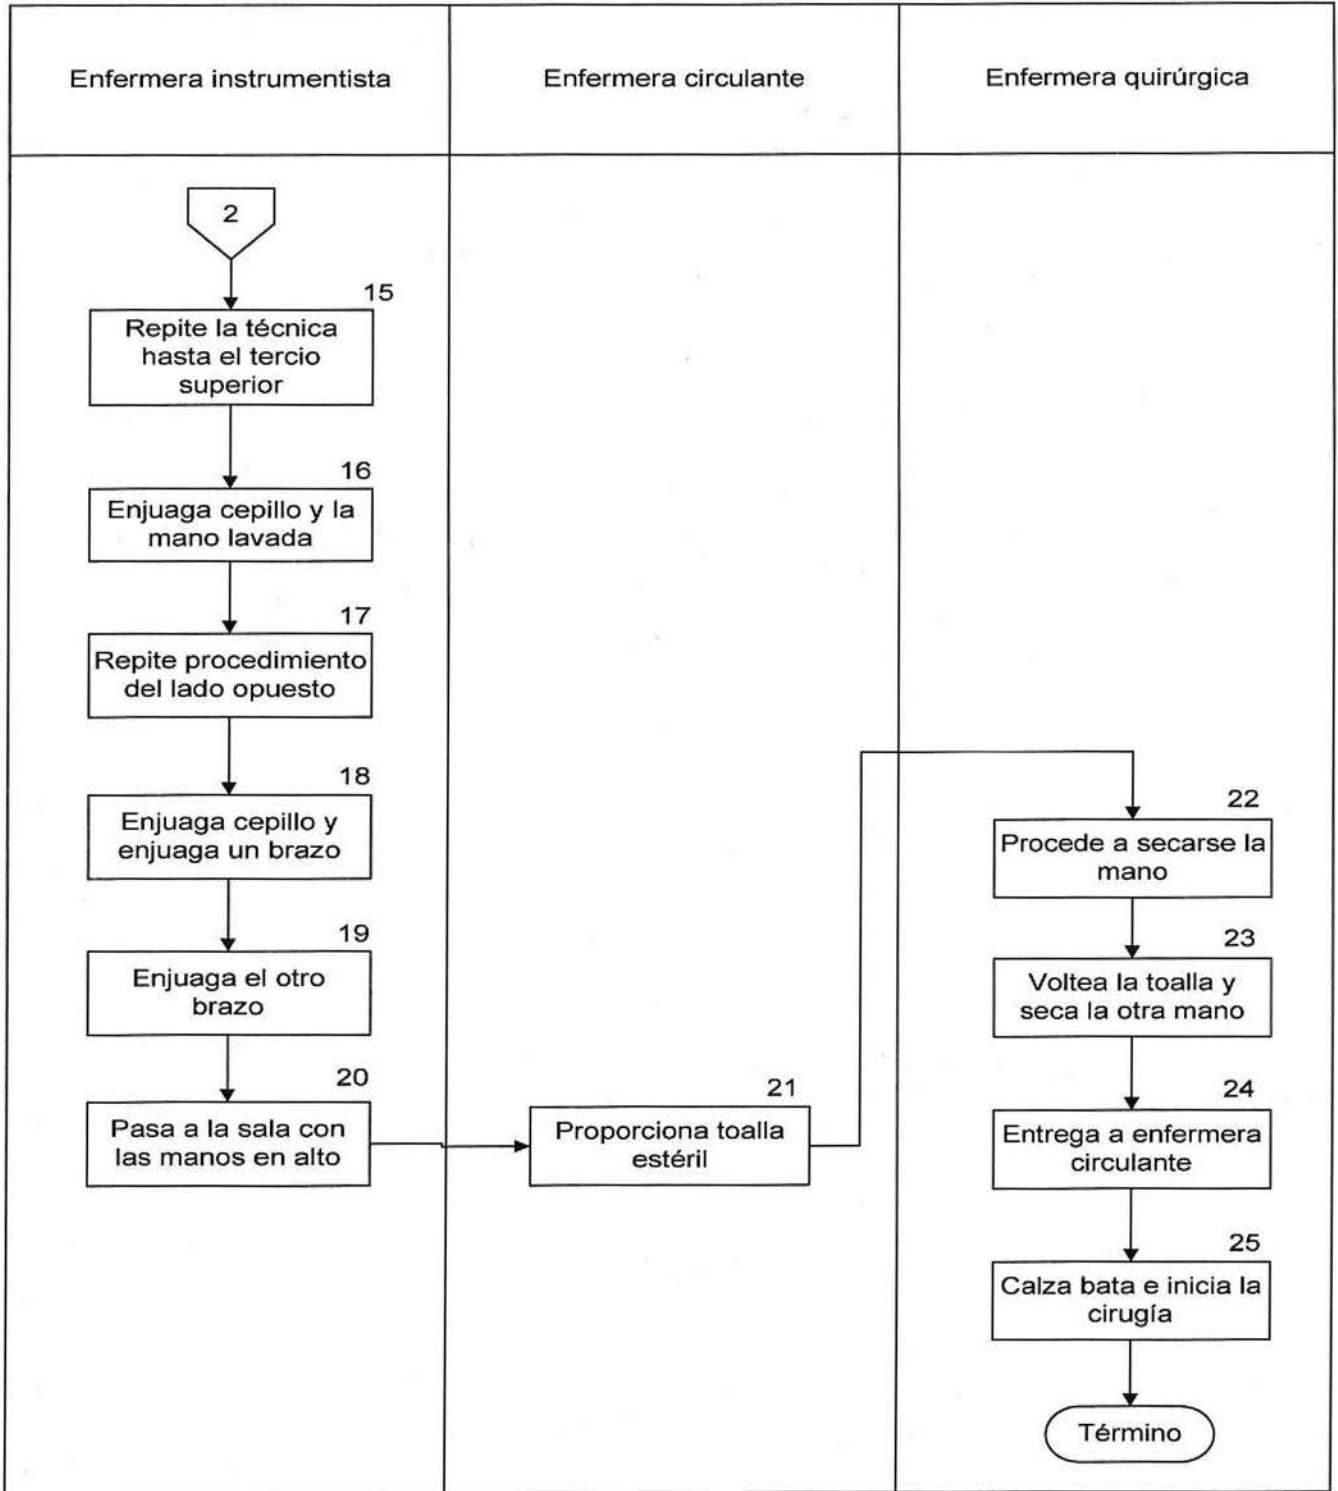 Enfermera instrumentista
Enfermera circulante
Enfermera quirúrgica
2
15
Repite la técnica
hasta el tercio
superior
16
Enjuaga cepillo y la
mano lavada
17
Repite procedimiento
del lado opuesto
18
Enjuaga cepillo y
enjuaga un brazo
19
Enjuaga el otro
brazo
20
Pasa a la sala con
las manos en alto
21
Proporciona toalla
estéril
22
Procede a secarse la
mano
23
Voltea la toalla y
seca la otra mano
24
Entrega a enfermera
circulante
25
Calza bata e inicia la
cirugía
Término